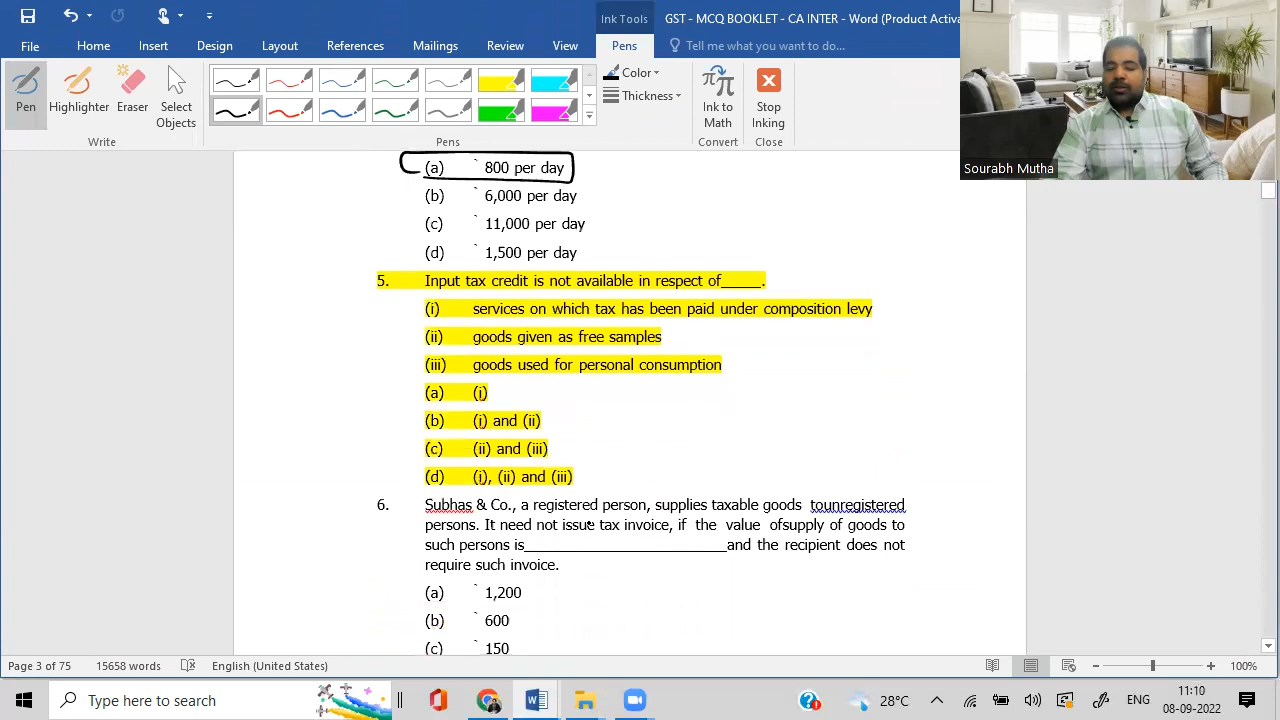 Ink Tools
GST - MCQ BOOKLET - CA INTER - Word (Product Activa
File Home Insert Design Layout References Mailings Review View Pens Tell me what you want to do...
Pen Highlighter Eraser Select Objects
Color
Thickness
Ink to Math
Stop Inking
Write Pens Convert Close
Sourabh Mutha
(a) ` 800 per day
(b) ` 6,000 per day
(c) ` 11,000 per day
(d) ` 1,500 per day
5. Input tax credit is not available in respect of_____.
(i) services on which tax has been paid under composition levy
(ii) goods given as free samples
(iii) goods used for personal consumption
(a) (i)
(b) (i) and (ii)
(c) (ii) and (iii)
(d) (i), (ii) and (iii)
6. Subhas & Co., a registered person, supplies taxable goods tounregistered
persons. It need not issue tax invoice, if the value ofsupply of goods to
such persons is_________________________and the recipient does not
require such invoice.
(a) ` 1,200
(b) ` 600
(c) ` 150
Page 3 of 75 15658 words English (United States) 100%
Type here to search 28°C ENG 11:10
08-09-2022